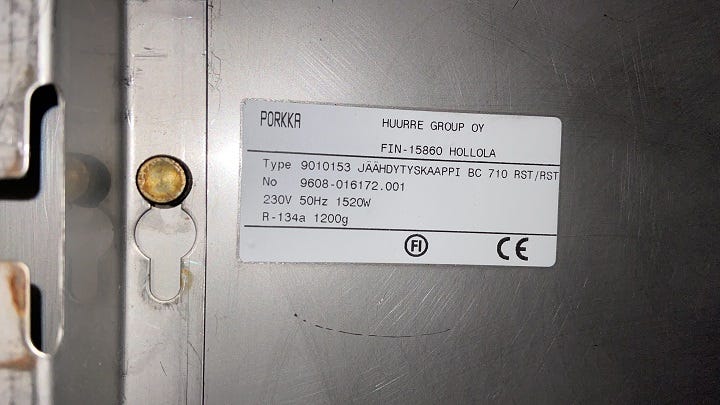 PORKKA
HUURRE GROUP OY
FIN-15860 HOLLOLA
Type 9010153 JÄÄHDYTYSKAAPPI BC 710 RST/RST
No 9608-016172.001
230V 50Hz 1520W
R-134a 1200g
FI CE